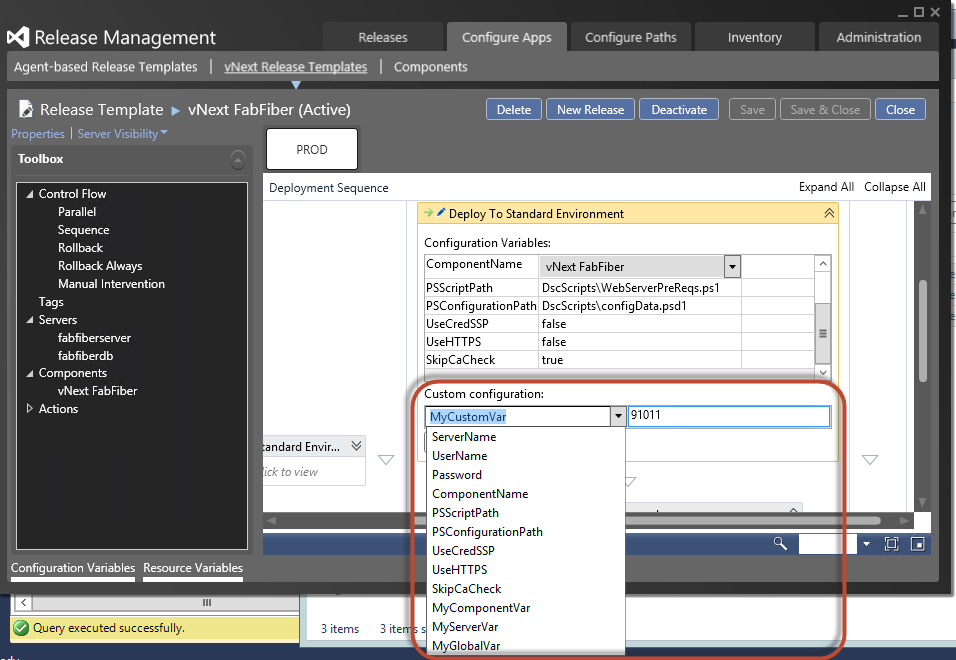 Release Management
Releases
Configure Apps
Configure Paths
Inventory
Administration
Agent-based Release Templates
vNext Release Templates
Components
Release Template vNext FabFiber (Active)
Delete
New Release
Deactivate
Save
Save & Close
Close
Properties | Server Visibility
Toolbox
Control Flow
Parallel
Sequence
Rollback
Rollback Always
Manual Intervention
Tags
Servers
fabfiberserver
fabfiberdb
Components
vNext FabFiber
Actions
Configuration Variables
Resource Variables
PROD
Deployment Sequence
Expand All
Collapse All
Deploy To Standard Environment
Configuration Variables:
ComponentName vNext FabFiber
PSScriptPath DscScripts\WebServerPreReqs.ps1
PSConfigurationPath DscScripts\configData.psd1
UseCredSSP false
UseHTTPS false
SkipCaCheck true
Custom configuration:
MyCustomVar 91011
ServerName
UserName
Password
ComponentName
PSScriptPath
PSConfigurationPath
UseCredSSP
UseHTTPS
SkipCaCheck
MyComponentVar
MyServerVar
MyGlobalVar
tandard Envir...
lick to view
Query executed successfully.
3 items
3 items s